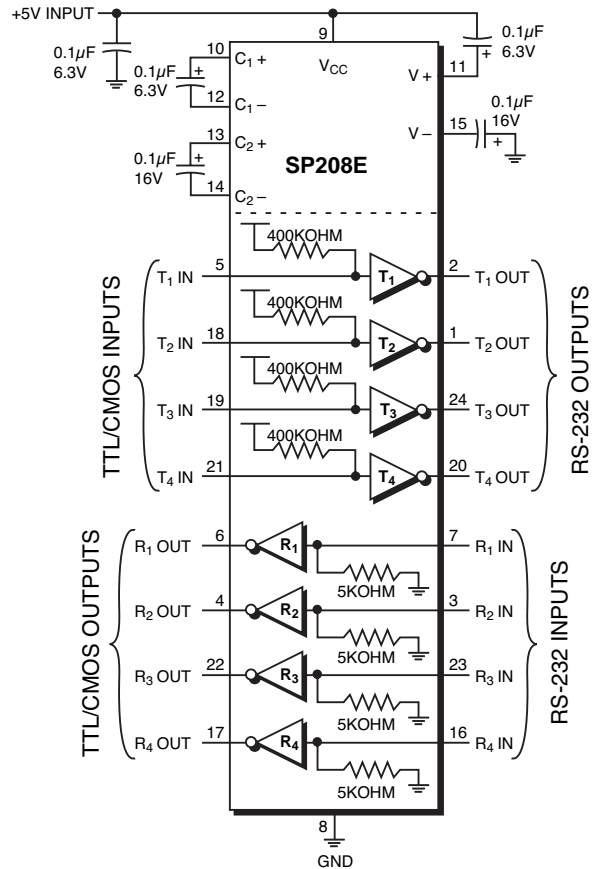 +5V INPUT
0.1µF
6.3V
0.1µF
6.3V
0.1µF
16V
10
C1 +
12
C1 –
13
C2 +
14
C2 –
9
VCC
V +
11
0.1µF
6.3V
V –
15
0.1µF
16V
SP208E
TTL/CMOS INPUTS
T1 IN
5
400KOHM
T1
2
T1 OUT
T2 IN
18
400KOHM
T2
1
T2 OUT
T3 IN
19
400KOHM
T3
24
T3 OUT
T4 IN
21
400KOHM
T4
20
T4 OUT
RS-232 OUTPUTS
TTL/CMOS OUTPUTS
R1 OUT
6
R1
7
R1 IN
5KOHM
R2 OUT
4
R2
3
R2 IN
5KOHM
R3 OUT
22
R3
23
R3 IN
5KOHM
R4 OUT
17
R4
16
R4 IN
5KOHM
RS-232 INPUTS
8
GND